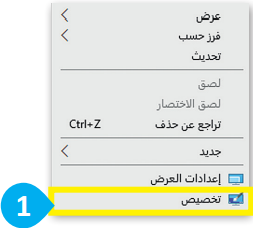 عرض
فرز حسب
تحديث
لصق
لصق الاختصار
تراجع عن حذف Ctrl+Z
جديد
إعدادات العرض
تخصيص
1